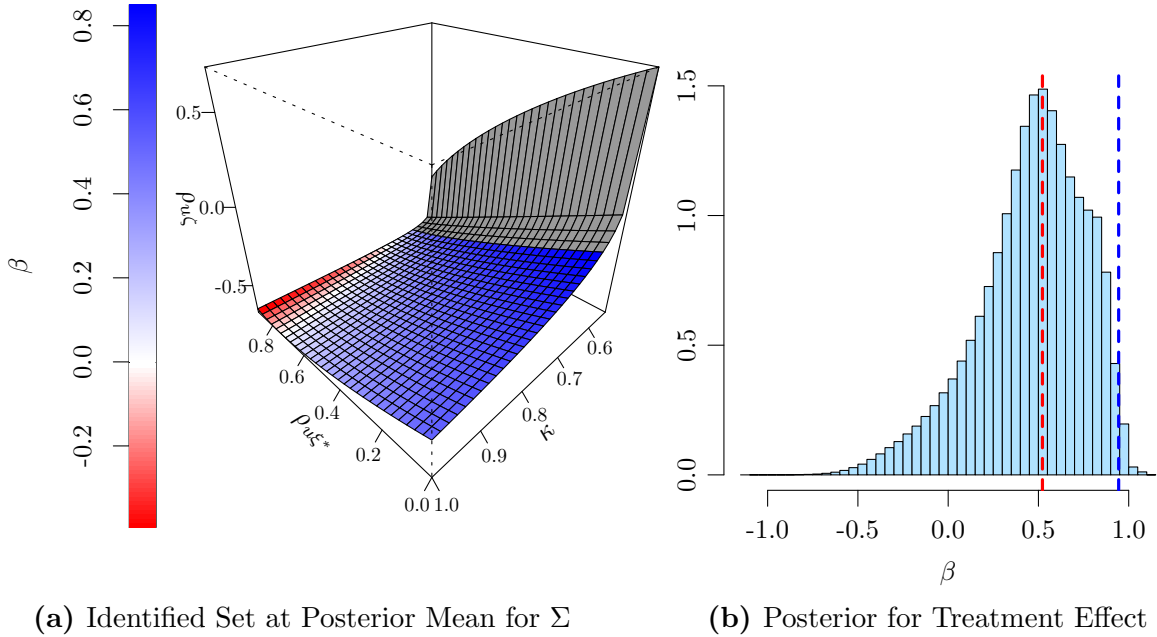 β
0.8
0.6
0.4
0.2
0.0
-0.2
ρuζ
0.5
0.0
-0.5
ρuξ*
0.8
0.6
0.4
0.2
0.0
κ
0.6
0.7
0.8
0.9
1.0
1.5
1.0
0.5
0.0
-1.0 -0.5 0.0 0.5 1.0
β
(a) Identified Set at Posterior Mean for Σ
(b) Posterior for Treatment Effect